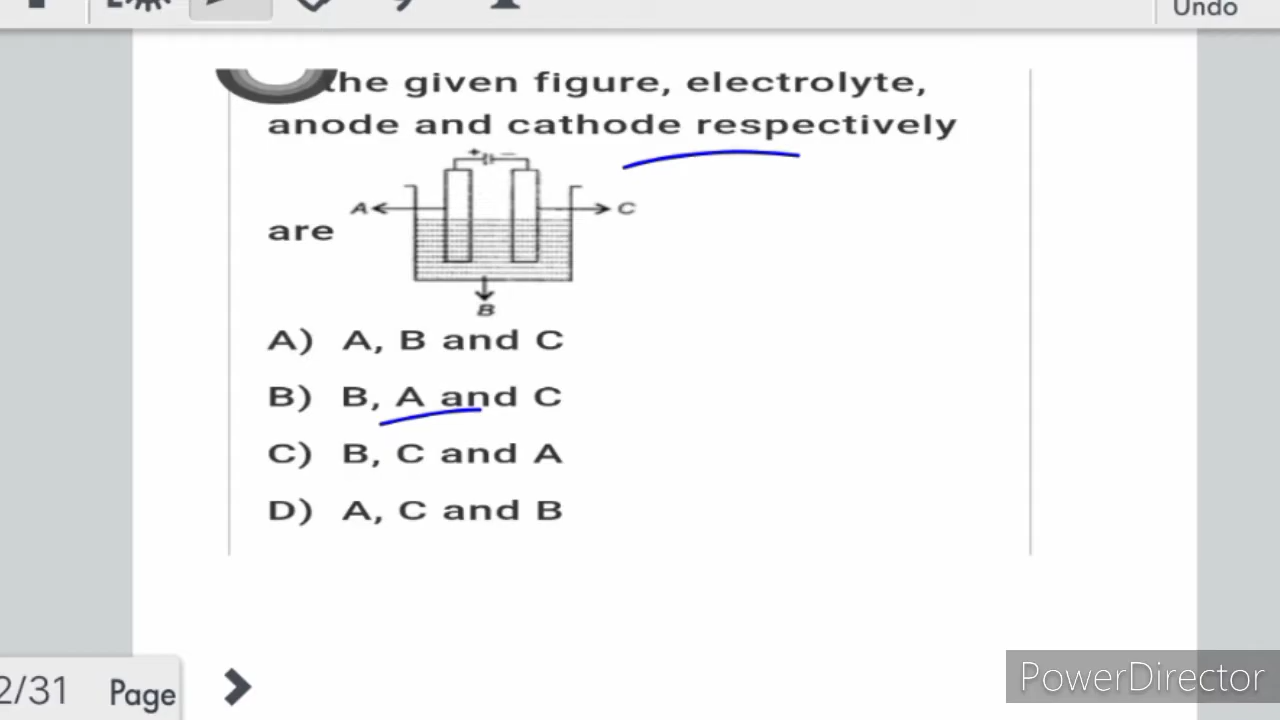 Undo
the given figure, electrolyte,
anode and cathode respectively
+ −
A C
are
B
A) A, B and C
B) B, A and C
C) B, C and A
D) A, C and B
2/31 Page
PowerDirector